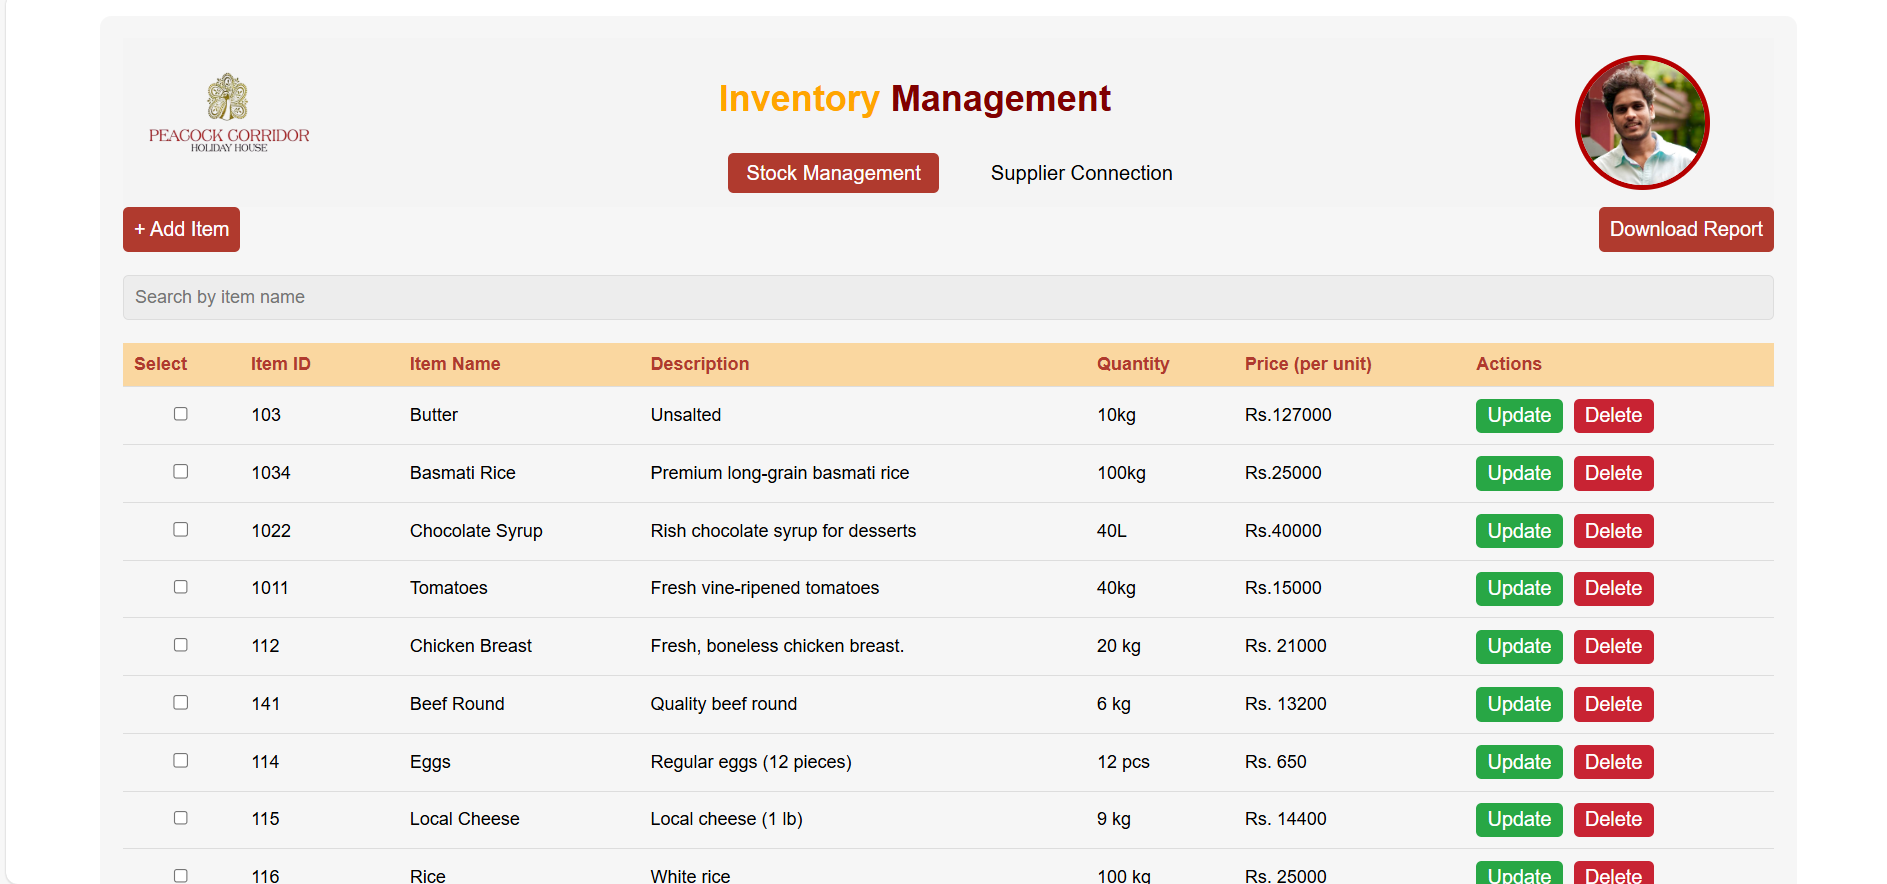 PEACOCK CORRIDOR
HOLIDAY HOUSE
Inventory Management
Stock Management Supplier Connection
+ Add Item Download Report
Search by item name
Select Item ID Item Name Description Quantity Price (per unit) Actions
103 Butter Unsalted 10kg Rs.127000 Update Delete
1034 Basmati Rice Premium long-grain basmati rice 100kg Rs.25000 Update Delete
1022 Chocolate Syrup Rish chocolate syrup for desserts 40L Rs.40000 Update Delete
1011 Tomatoes Fresh vine-ripened tomatoes 40kg Rs.15000 Update Delete
112 Chicken Breast Fresh, boneless chicken breast. 20 kg Rs. 21000 Update Delete
141 Beef Round Quality beef round 6 kg Rs. 13200 Update Delete
114 Eggs Regular eggs (12 pieces) 12 pcs Rs. 650 Update Delete
115 Local Cheese Local cheese (1 lb) 9 kg Rs. 14400 Update Delete
116 Rice White rice 100 kg Rs. 25000 Update Delete